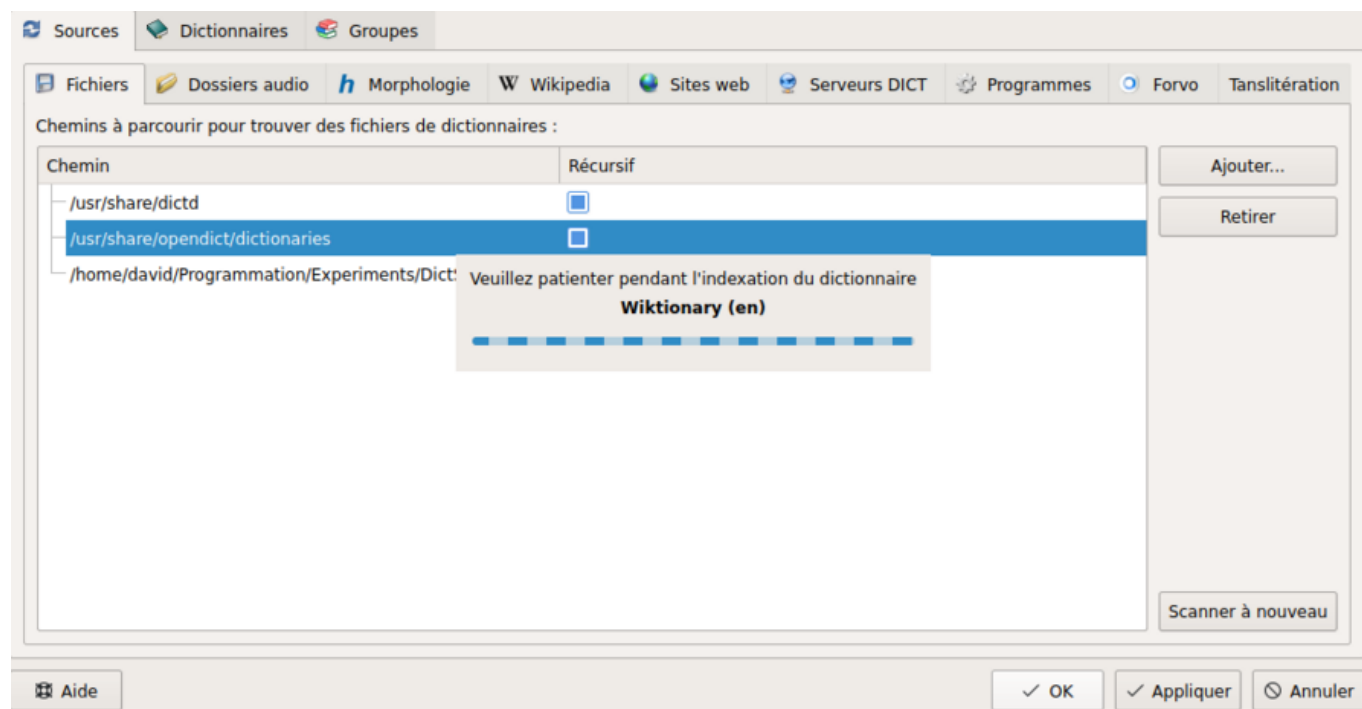 Sources Dictionnaires Groupes
Fichiers Dossiers audio Morphologie Wikipedia Sites web Serveurs DICT Programmes Forvo Tanslitération
Chemins à parcourir pour trouver des fichiers de dictionnaires :
Chemin Récursif Ajouter...
/usr/share/dictd
Retirer
/usr/share/opendict/dictionaries
/home/david/Programmation/Experiments/Dict
Veuillez patienter pendant l'indexation du dictionnaire
Wiktionary (en)
Scanner à nouveau
Aide OK Appliquer Annuler